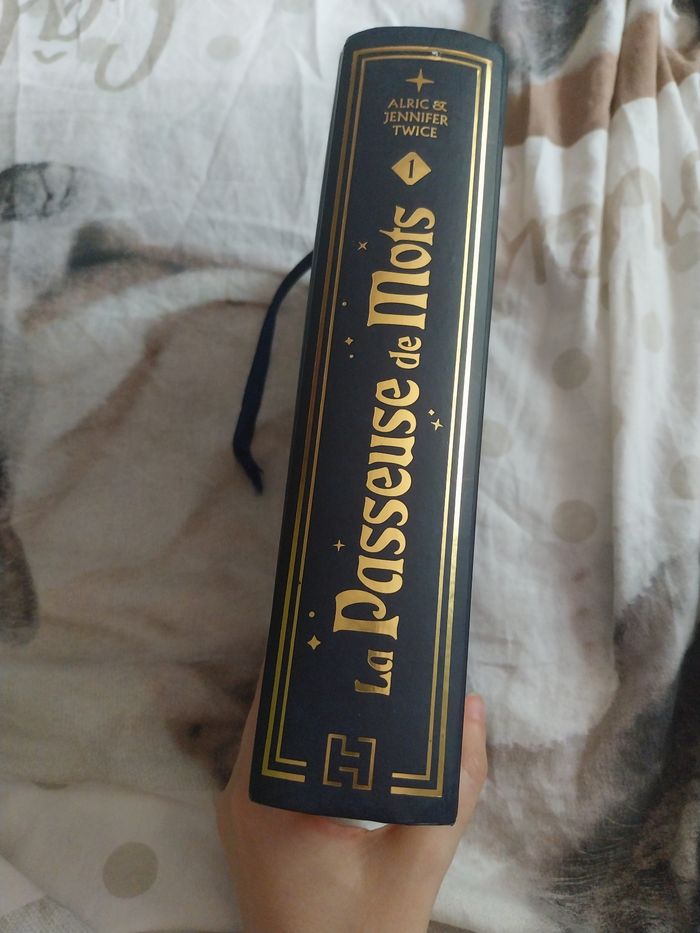 ALRIC &
JENNIFER
TWICE
1
La Passeuse de Mots
H